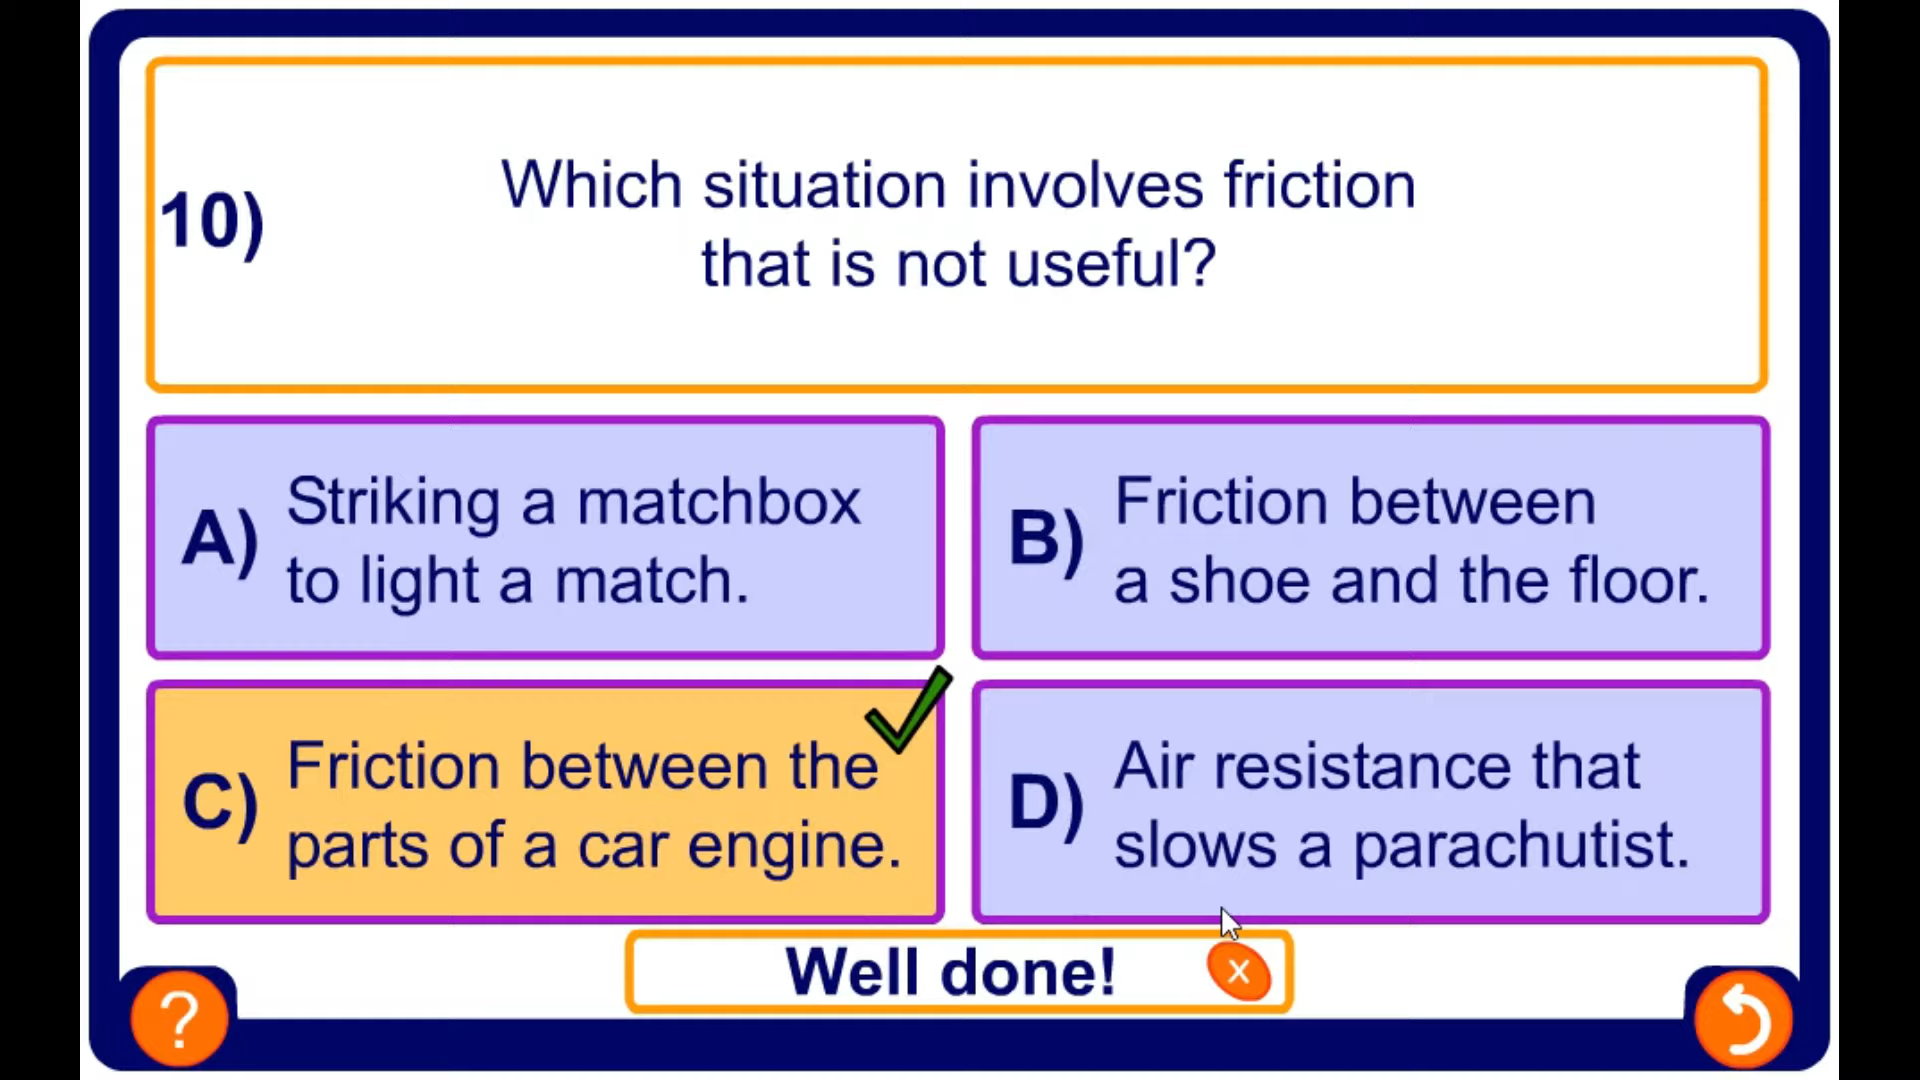 10)
Which situation involves friction
that is not useful?
A)
Striking a matchbox
to light a match.
B)
Friction between
a shoe and the floor.
C)
Friction between the
parts of a car engine.
D)
Air resistance that
slows a parachutist.
Well done!
x
?